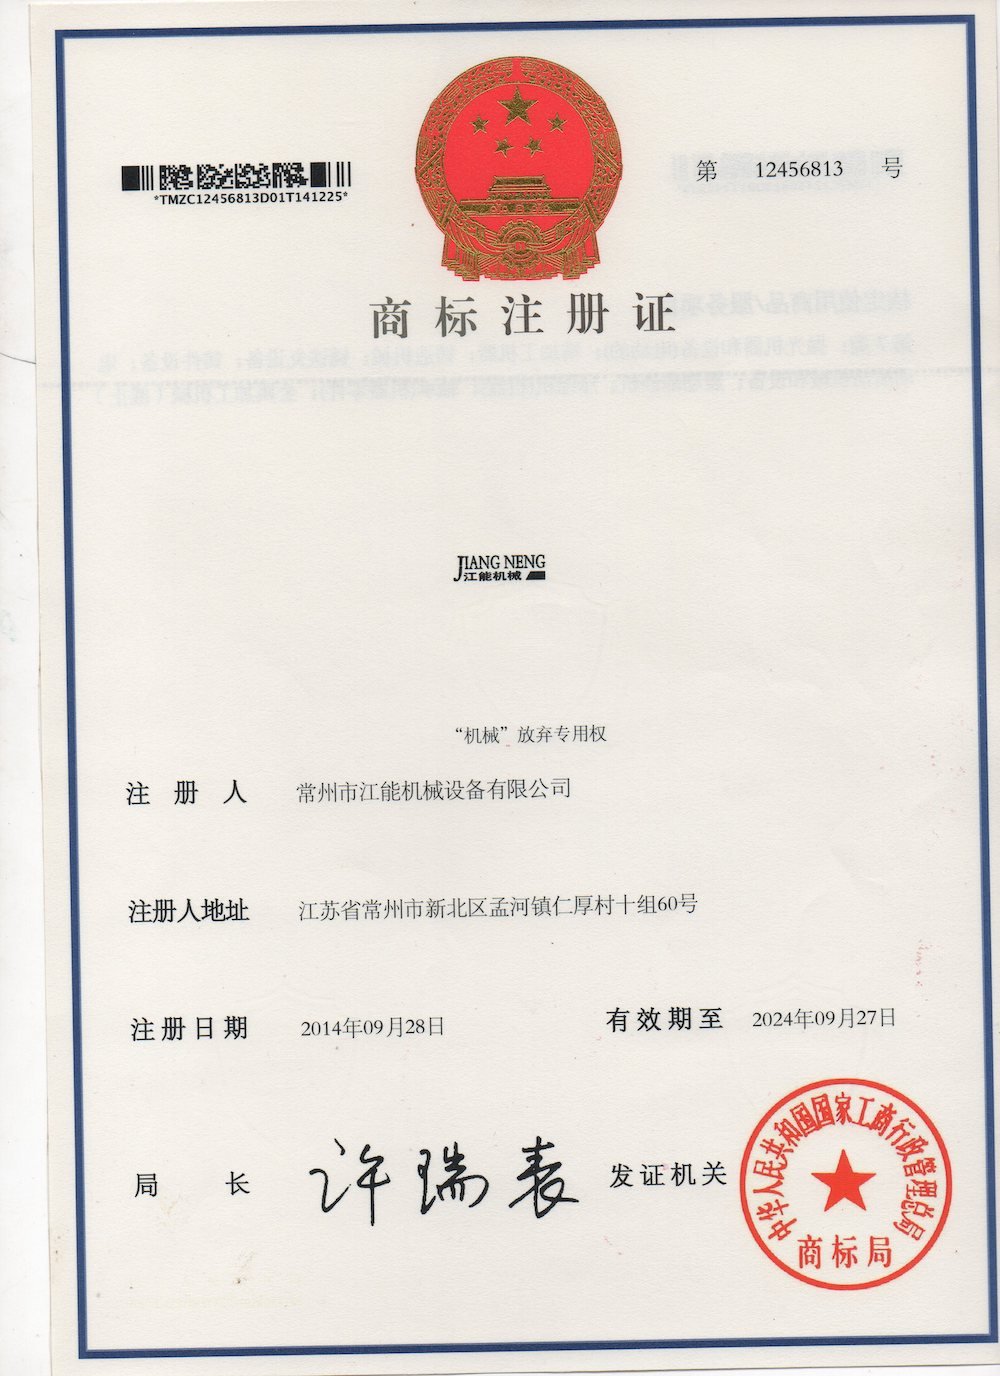 第 12456813 号
*TMZC12456813D01T141225*
商标注册证
JIANG NENG
江能机械
“机械”放弃专用权
注册人 常州市江能机械设备有限公司
注册人地址 江苏省常州市新北区孟河镇仁厚村十组60号
注册日期 2014年09月28日 有效期至 2024年09月27日
局长 许瑞表 发证机关
中华人民共和国国家工商行政管理总局
商标局